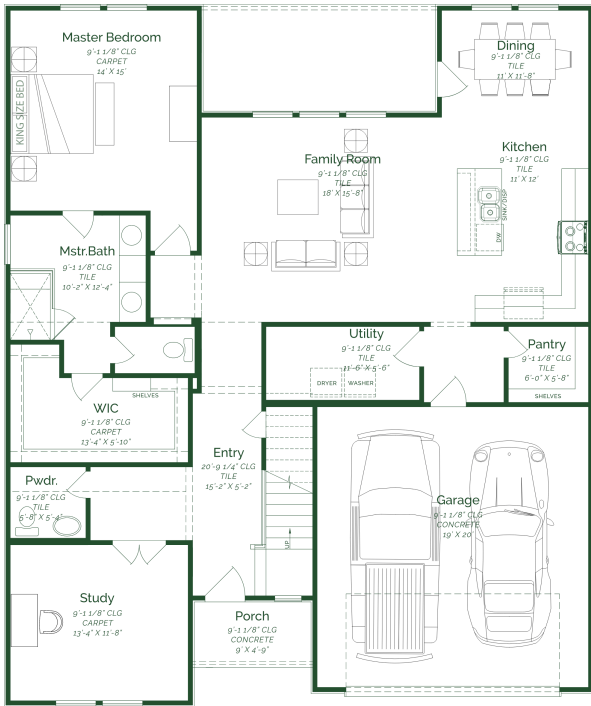 Master Bedroom
9'-1 1/8" CLG
CARPET
14' X 15'
KING SIZE BED
Dining
9'-1 1/8" CLG
TILE
11' X 11'-8"
Family Room
9'-1 1/8" CLG
TILE
18' X 15'-8"
Kitchen
9'-1 1/8" CLG
TILE
11' X 12'
SINK/DISP
DW
Mstr.Bath
9'-1 1/8" CLG
TILE
10'-2" X 12'-4"
Utility
9'-1 1/8" CLG
TILE
11'-6" X 5'-6"
DRYER
WASHER
Pantry
9'-1 1/8" CLG
TILE
6'-0" X 5'-8"
SHELVES
SHELVES
WIC
9'-1 1/8" CLG
CARPET
13'-4" X 5'-10"
Entry
20'-9 1/4" CLG
TILE
15'-2" X 5'-2"
UP
Pwdr.
9'-1 1/8" CLG
TILE
5'-8" X 5'-4"
Garage
9'-1 1/8" CLG
CONCRETE
19' X 20'
Study
9'-1 1/8" CLG
CARPET
13'-4" X 11'-8"
Porch
9'-1 1/8" CLG
CONCRETE
9' X 4'-9"